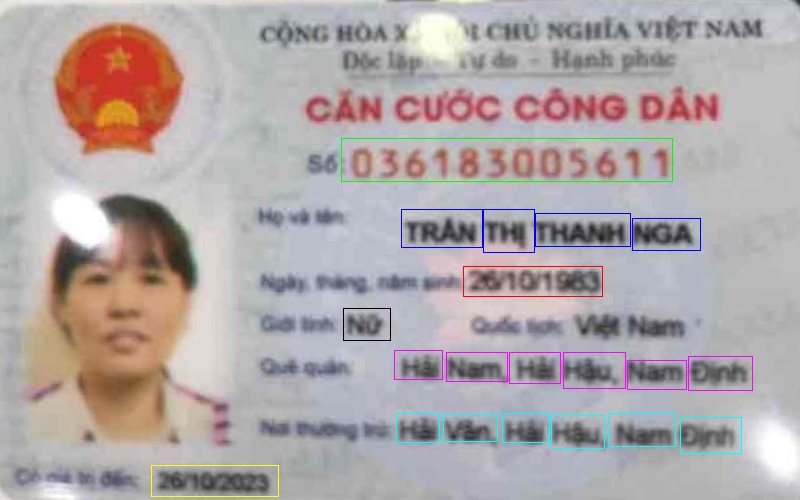 CỘNG HÒA XÃ HỘI CHỦ NGHĨA VIỆT NAM
Độc lập - Tự do - Hạnh phúc
CĂN CƯỚC CÔNG DÂN
Số: 036183005611
Họ và tên: TRẦN THỊ THANH NGA
Ngày, tháng, năm sinh: 26/10/1983
Giới tính: Nữ Quốc tịch: Việt Nam
Quê quán: Hải Nam, Hải Hậu, Nam Định
Nơi thường trú: Hải Vân, Hải Hậu, Nam Định
Có giá trị đến: 26/10/2023